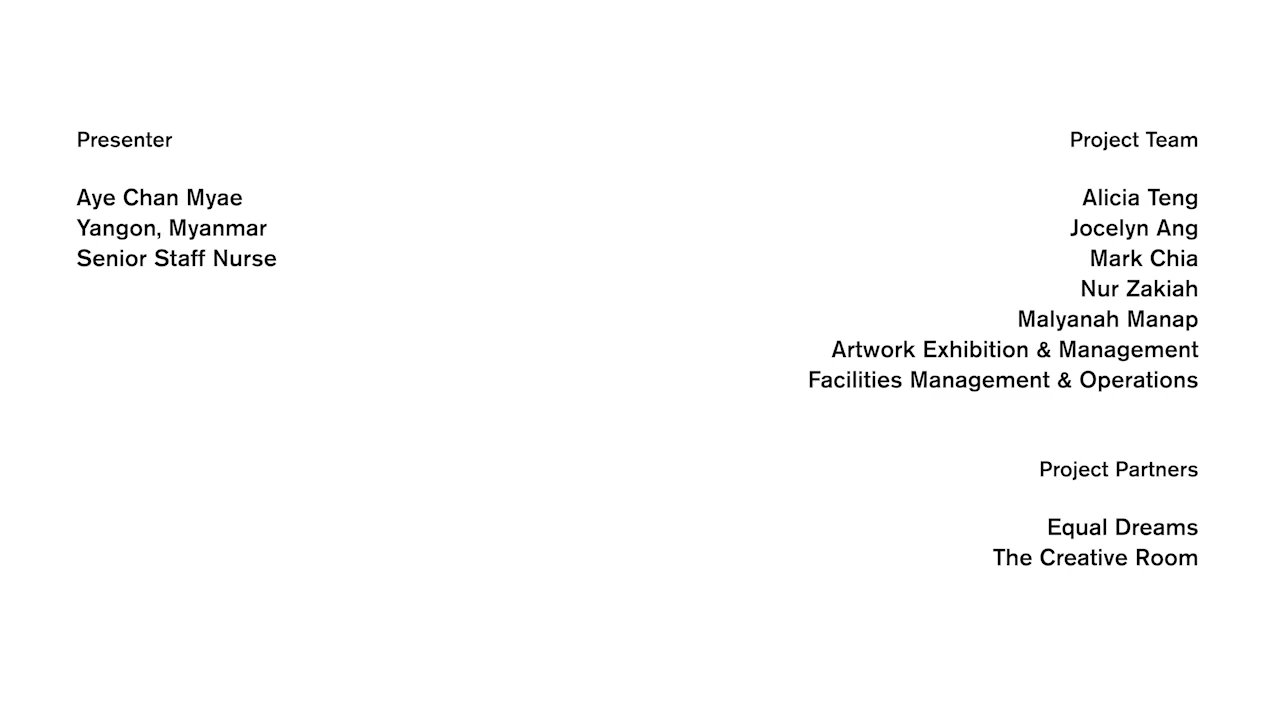 Presenter
Aye Chan Myae
Yangon, Myanmar
Senior Staff Nurse
Project Team
Alicia Teng
Jocelyn Ang
Mark Chia
Nur Zakiah
Malyanah Manap
Artwork Exhibition & Management
Facilities Management & Operations
Project Partners
Equal Dreams
The Creative Room